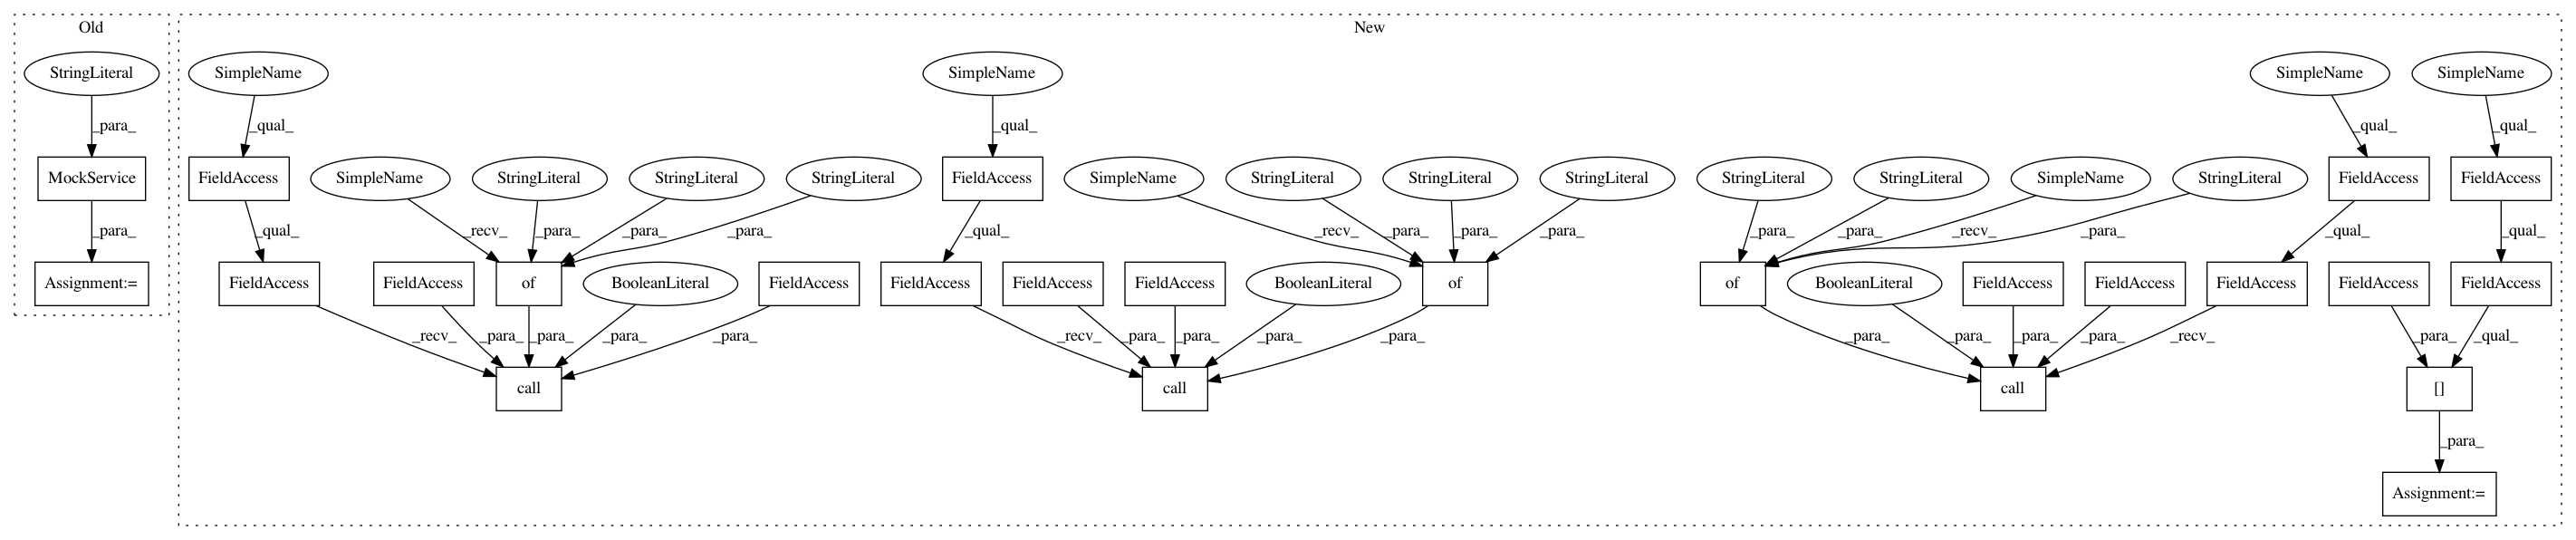 Old
New
StringLiteral
SimpleName
SimpleName
SimpleName
SimpleName
_para_
_qual_
_qual_
_qual_
_qual_
MockService
FieldAccess
SimpleName
StringLiteral
StringLiteral
StringLiteral
FieldAccess
SimpleName
StringLiteral
StringLiteral
StringLiteral
StringLiteral
StringLiteral
SimpleName
StringLiteral
FieldAccess
FieldAccess
_para_
_qual_
_recv_
_para_
_para_
_para_
_qual_
_recv_
_para_
_para_
_para_
_para_
_para_
_recv_
_para_
_qual_
_qual_
Assignment:=
FieldAccess
FieldAccess
of
BooleanLiteral
FieldAccess
FieldAccess
FieldAccess
FieldAccess
BooleanLiteral
of
of
BooleanLiteral
FieldAccess
FieldAccess
FieldAccess
FieldAccess
FieldAccess
_recv_
_para_
_para_
_para_
_para_
_recv_
_para_
_para_
_para_
_para_
_para_
_para_
_para_
_para_
_recv_
_para_
_qual_
call
call
call
[]
_para_
Assignment:=